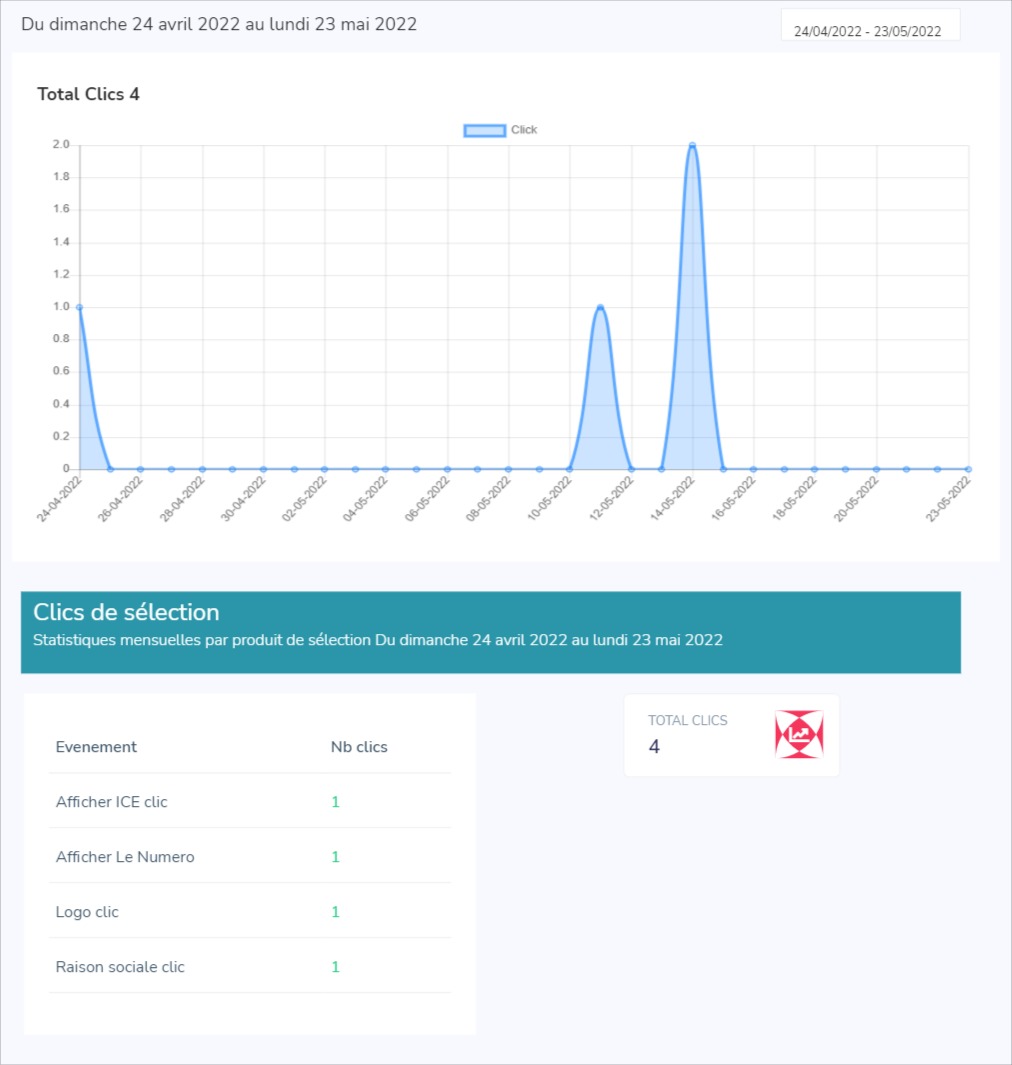 Du dimanche 24 avril 2022 au lundi 23 mai 2022
24/04/2022 - 23/05/2022
Total Clics 4
Click
2.0
1.8
1.6
1.4
1.2
1.0
0.8
0.6
0.4
0.2
0
24-04-2022
26-04-2022
28-04-2022
30-04-2022
02-05-2022
04-05-2022
06-05-2022
08-05-2022
10-05-2022
12-05-2022
14-05-2022
16-05-2022
18-05-2022
20-05-2022
23-05-2022
Clics de sélection
Statistiques mensuelles par produit de sélection Du dimanche 24 avril 2022 au lundi 23 mai 2022
Evenement Nb clics
Afficher ICE clic 1
Afficher Le Numero 1
Logo clic 1
Raison sociale clic 1
TOTAL CLICS
4